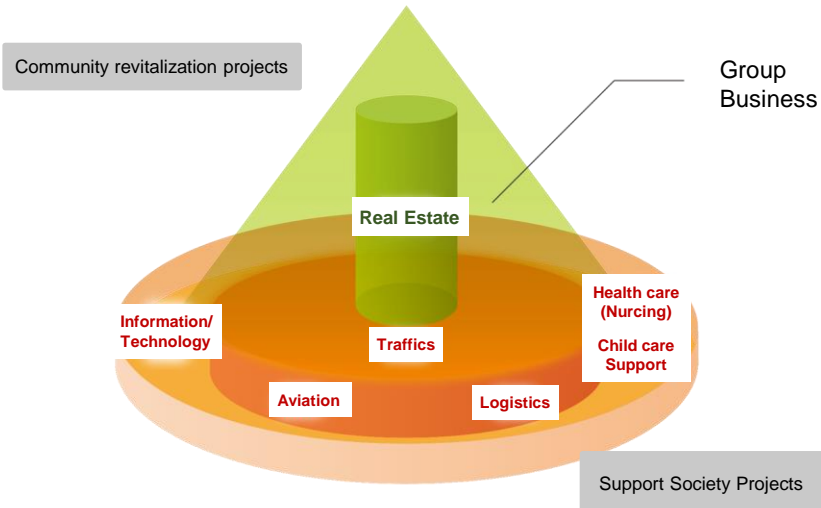 Community revitalization projects
Group
Business
Real Estate
Information/
Technology
Traffics
Health care
(Nurcing)
Child care
Support
Aviation
Logistics
Support Society Projects